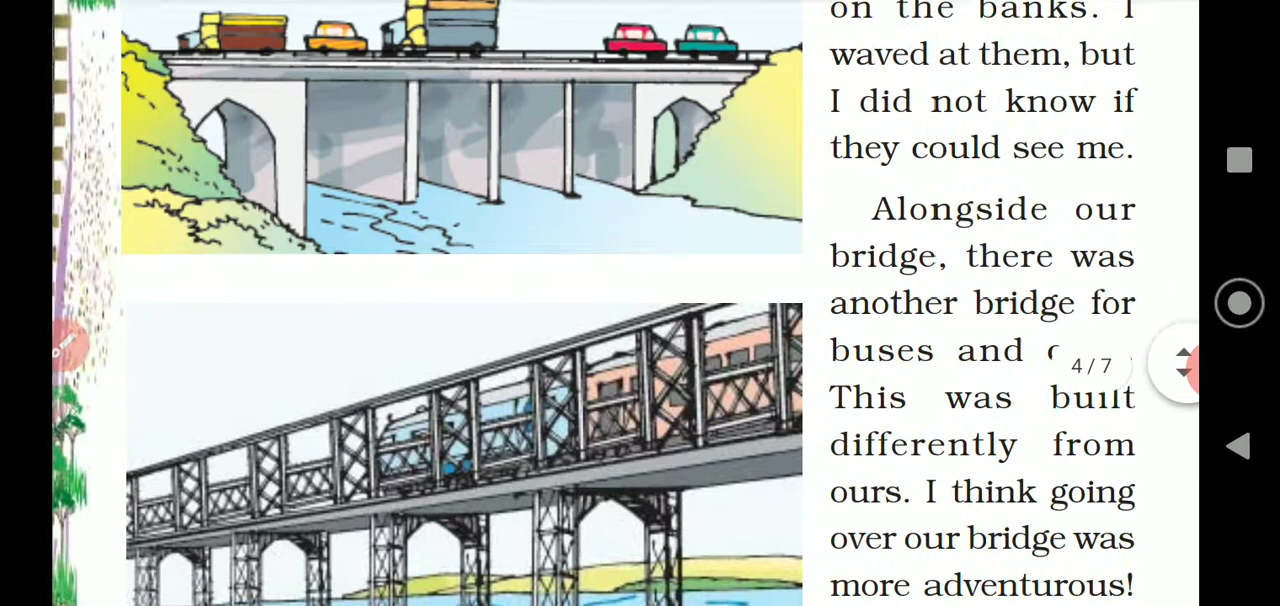 on the banks. I
waved at them, but
I did not know if
they could see me.
Alongside our
bridge, there was
another bridge for
buses and
4/7
This was built
differently from
ours. I think going
over our bridge was
more adventurous!